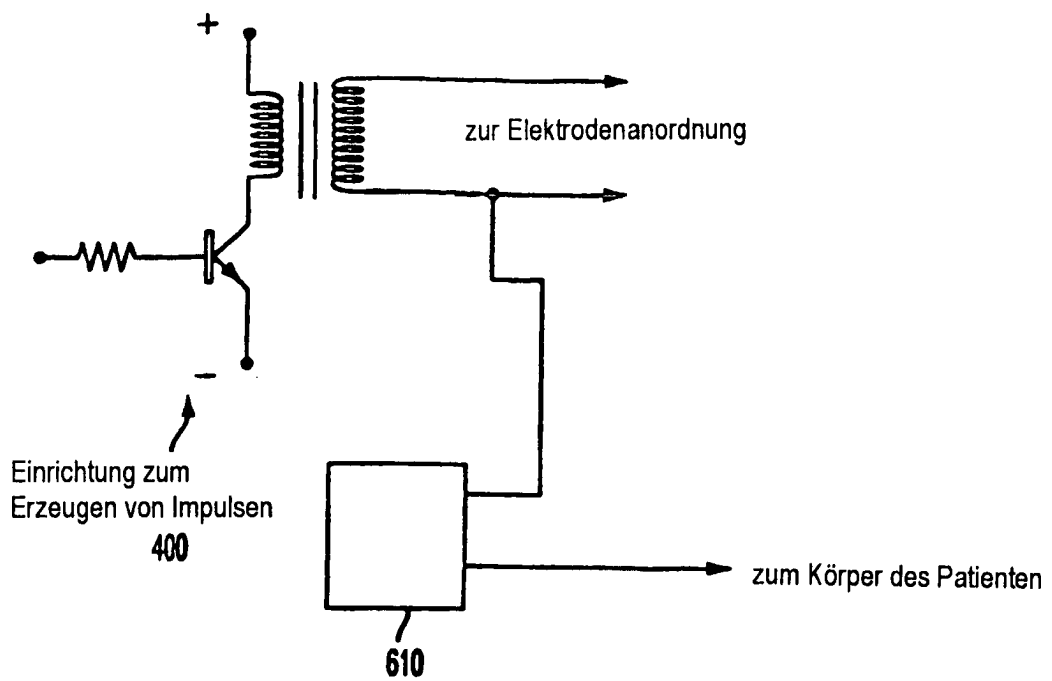 +
zur Elektrodenanordnung
−
Einrichtung zum
Erzeugen von Impulsen
400
zum Körper des Patienten
610